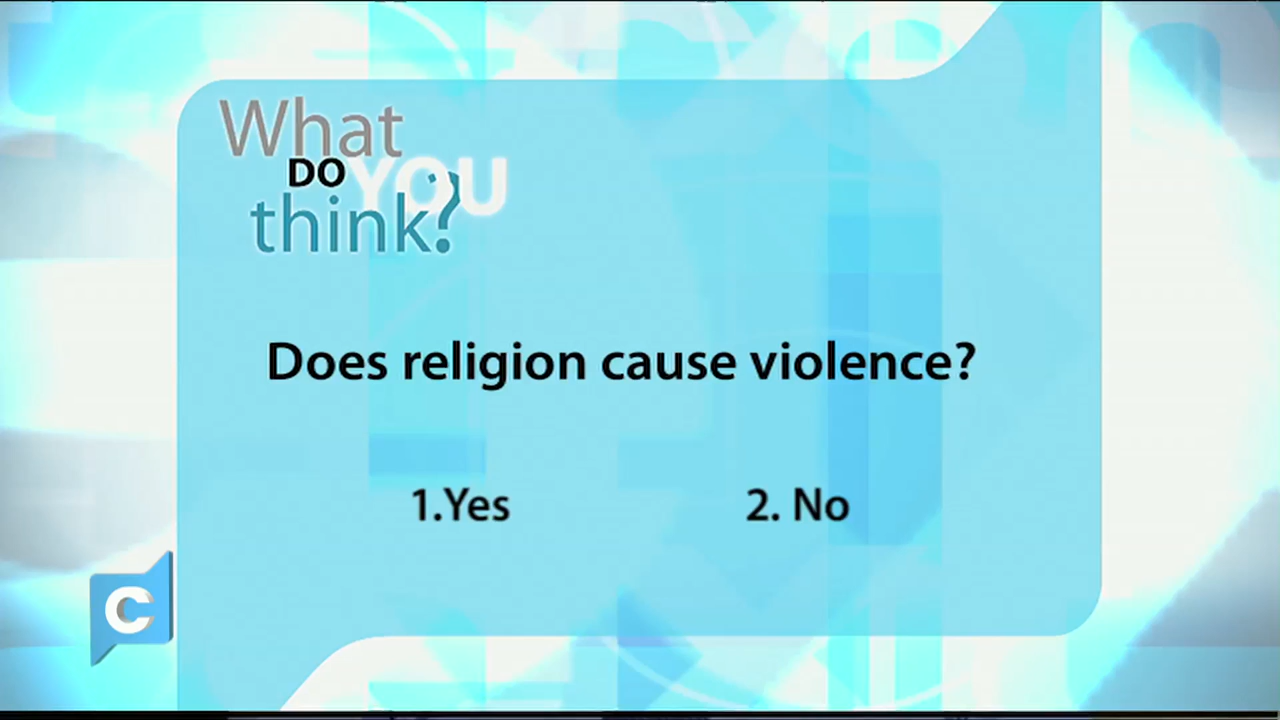 What
DO YOU
think?
Does religion cause violence?
1.Yes
2. No
C